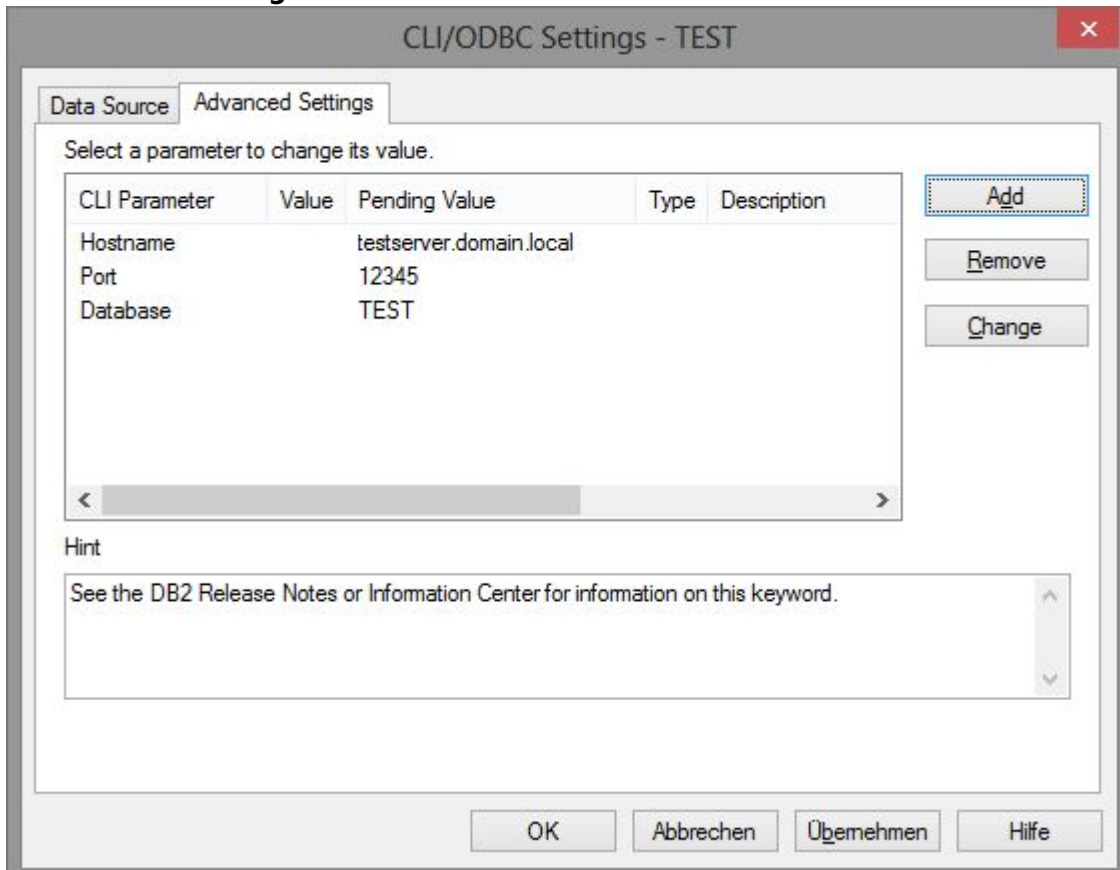 CLI/ODBC Settings - TEST
Data Source Advanced Settings
Select a parameter to change its value.
CLI Parameter Value Pending Value Type Description
Hostname testserver.domain.local
Port 12345
Database TEST
Add
Remove
Change
Hint
See the DB2 Release Notes or Information Center for information on this keyword.
OK Abbrechen Übernehmen Hilfe